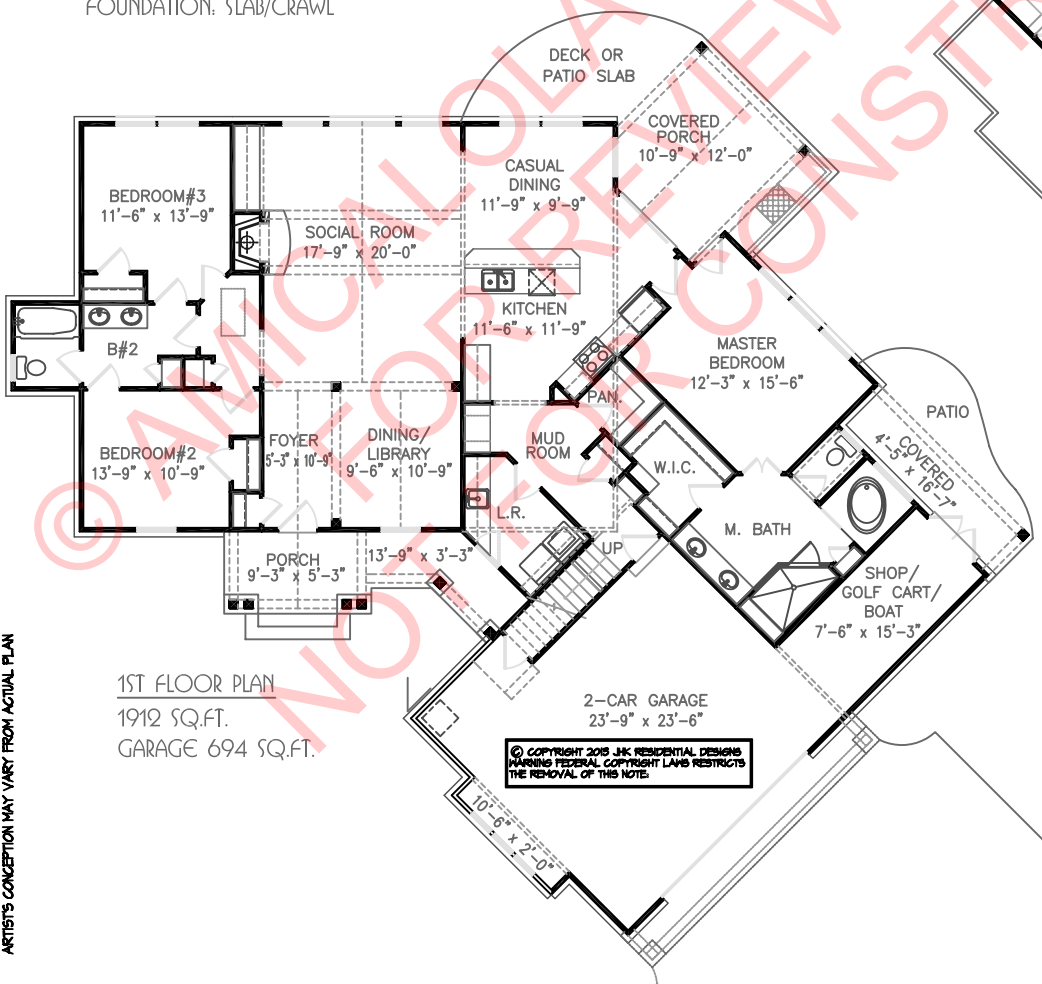 FOUNDATION: SLAB/CRAWL
DECK OR
PATIO SLAB
COVERED
PORCH
10'-9" x 12'-0"
CASUAL
DINING
11'-9" x 9'-9"
BEDROOM#3
11'-6" x 13'-9"
SOCIAL ROOM
17'-9" x 20'-0"
KITCHEN
11'-6" x 11'-9"
B#2
MASTER
BEDROOM
12'-3" x 15'-6"
PAN.
PATIO
COVERED
4'-5" x 16'-7"
BEDROOM#2
13'-9" x 10'-9"
FOYER
5'-3" x 10'-9"
DINING/
LIBRARY
9'-6" x 10'-9"
MUD
ROOM
W.I.C.
L.R.
M. BATH
UP
PORCH
9'-3" x 5'-3"
13'-9" x 3'-3"
SHOP/
GOLF CART/
BOAT
7'-6" x 15'-3"
1ST FLOOR PLAN
1912 SQ.FT.
GARAGE 694 SQ.FT.
2-CAR GARAGE
23'-9" x 23'-6"
© COPYRIGHT 2013 JHK RESIDENTIAL DESIGNS
WARNING FEDERAL COPYRIGHT LAWS RESTRICTS
THE REMOVAL OF THIS NOTE:
10'-6" x 2'-0"
ARTIST'S CONCEPTION MAY VARY FROM ACTUAL PLAN
© AMICALOLA
FOR REVIEW
NOT FOR CONSTR